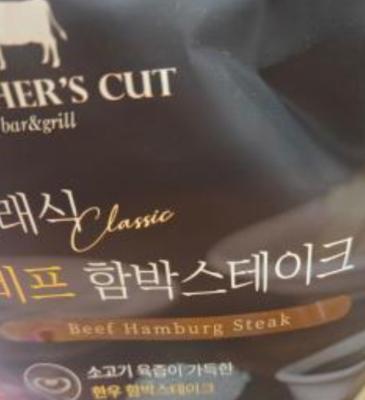 HER'S CUT
bar&grill
래식 Classic
비프 함박스테이크
Beef Hamburg Steak
소고기 육즙이 가득한
한우 함박스테이크